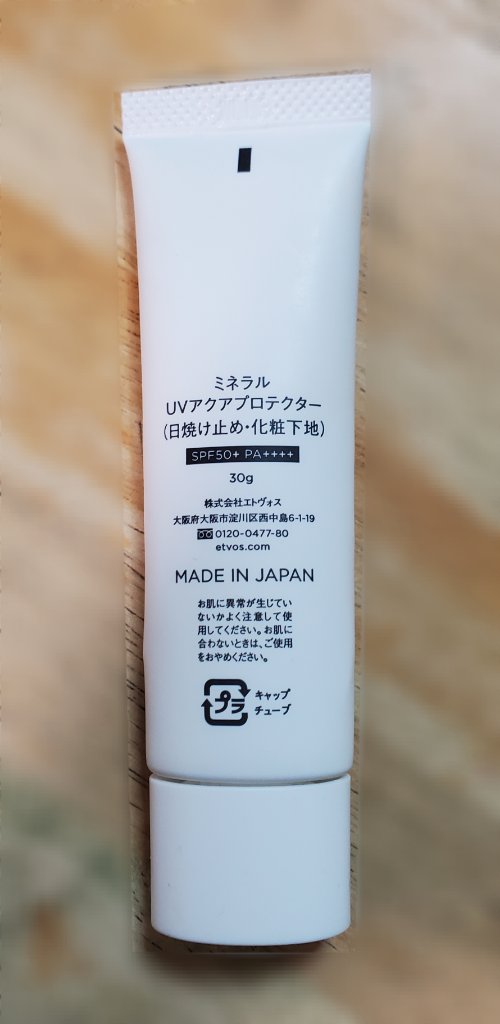 ミネラル
UVアクアプロテクター
(日焼け止め・化粧下地)
SPF50+ PA++++
30g
株式会社エトヴォス
大阪府大阪市淀川区西中島6-1-19
0120-0477-80
etvos.com
MADE IN JAPAN
お肌に異常が生じてい
ないかよく注意して使
用してください。お肌に
合わないときは、ご使用
をおやめください。
プラ キャップ
チューブ